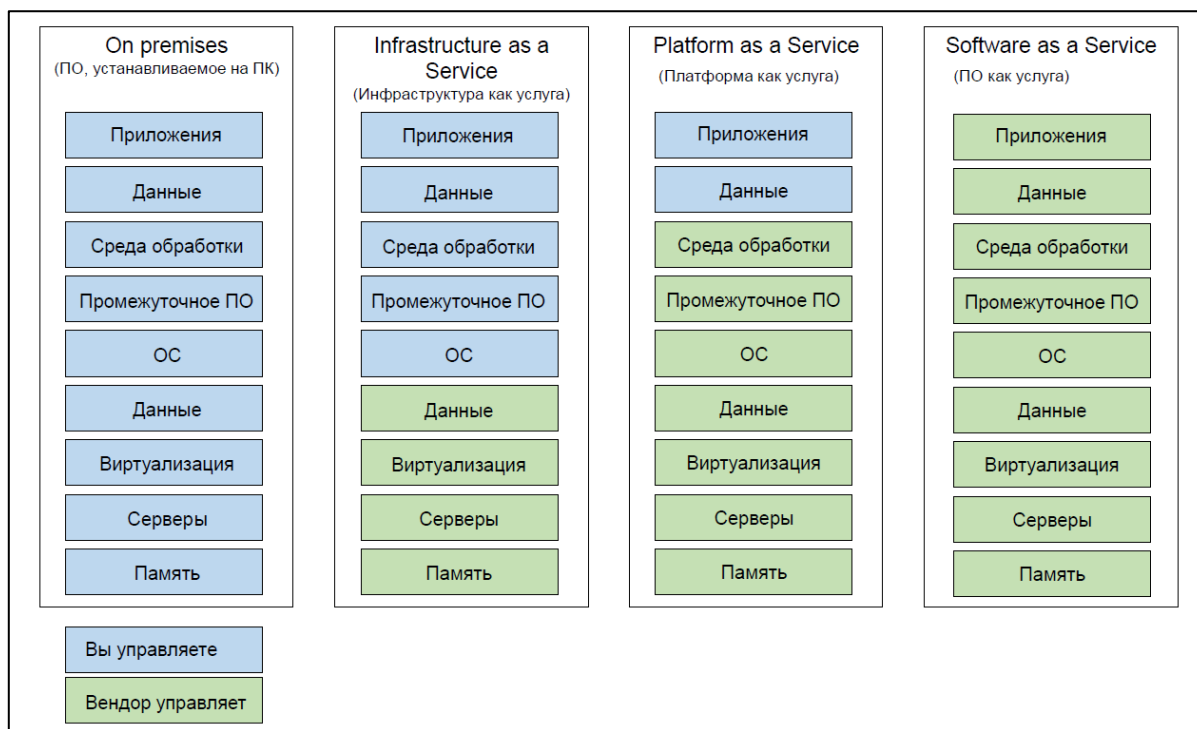 On premises
(ПО, устанавливаемое на ПК)
Приложения
Данные
Среда обработки
Промежуточное ПО
ОС
Данные
Виртуализация
Серверы
Память
Infrastructure as a
Service
(Инфраструктура как услуга)
Приложения
Данные
Среда обработки
Промежуточное ПО
ОС
Данные
Виртуализация
Серверы
Память
Platform as a Service
(Платформа как услуга)
Приложения
Данные
Среда обработки
Промежуточное ПО
ОС
Данные
Виртуализация
Серверы
Память
Software as a Service
(ПО как услуга)
Приложения
Данные
Среда обработки
Промежуточное ПО
ОС
Данные
Виртуализация
Серверы
Память
Вы управляете
Вендор управляет